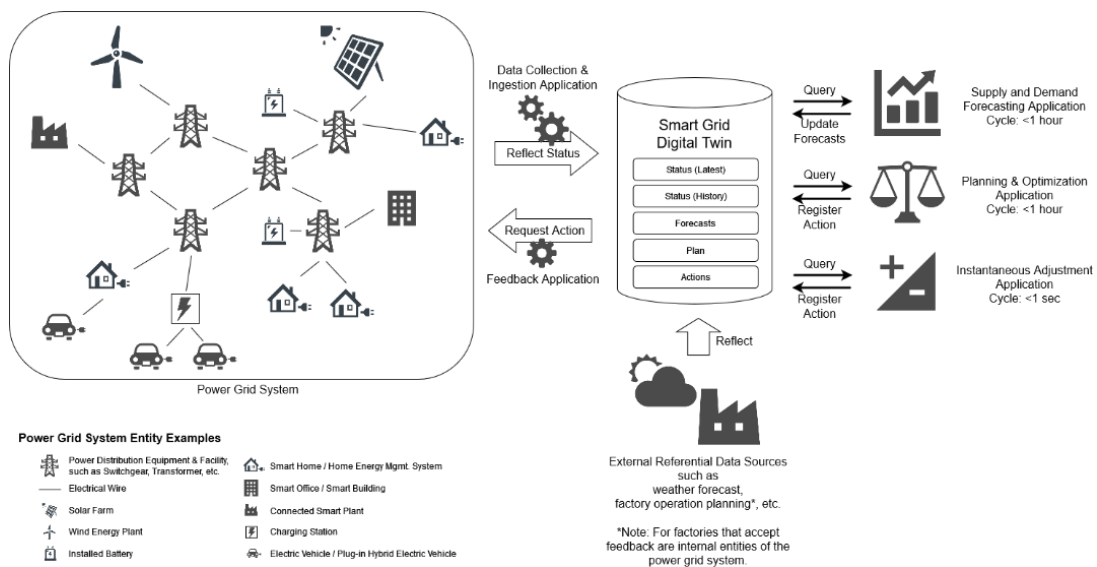 Data Collection &
Ingestion Application
Reflect Status
Request Action
Feedback Application
Smart Grid
Digital Twin
Status (Latest)
Status (History)
Forecasts
Plan
Actions
Query
Update
Forecasts
Supply and Demand
Forecasting Application
Cycle: <1 hour
Query
Register
Action
Planning & Optimization
Application
Cycle: <1 hour
Query
Register
Action
Instantaneous Adjustment
Application
Cycle: <1 sec
Reflect
External Referential Data Sources
such as
weather forecast,
factory operation planning*, etc.
*Note: For factories that accept
feedback are internal entities of the
power grid system.
Power Grid System
Power Grid System Entity Examples
Power Distribution Equipment & Facility,
such as Switchgear, Transformer, etc.
Electrical Wire
Solar Farm
Wind Energy Plant
Installed Battery
Smart Home / Home Energy Mgmt. System
Smart Office / Smart Building
Connected Smart Plant
Charging Station
Electric Vehicle / Plug-in Hybrid Electric Vehicle